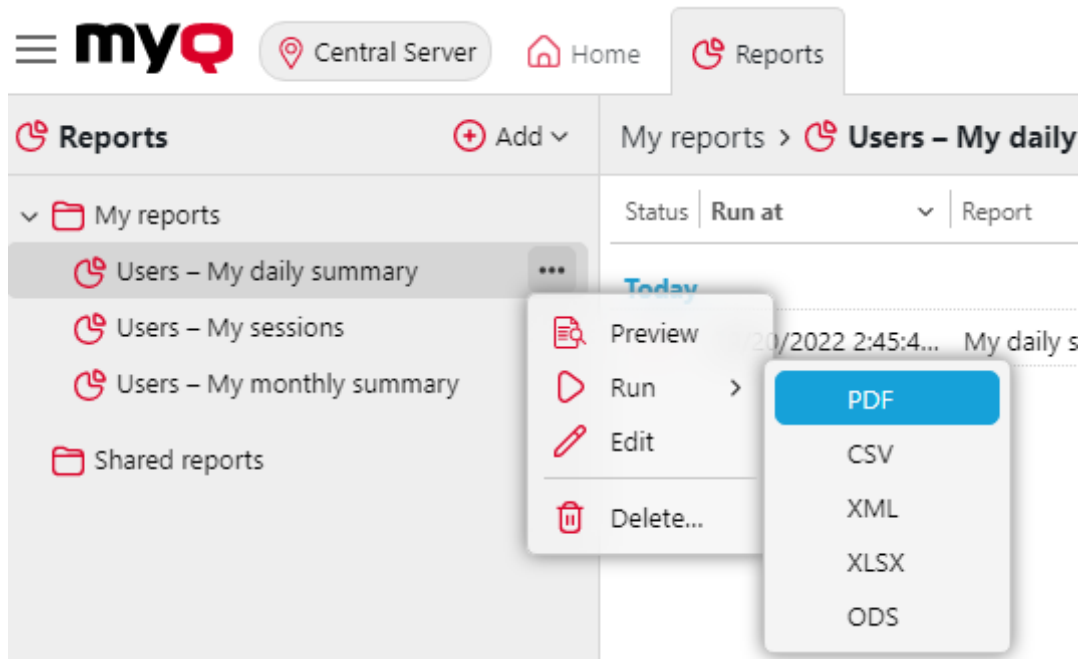 myQ Central Server Home Reports
Reports Add My reports > Users – My daily
My reports
Status Run at Report
Users – My daily summary ...
Today
Users – My sessions
Preview
20/2022 2:45:4... My daily s
Users – My monthly summary
Run >
PDF
Edit
CSV
Shared reports
XML
Delete...
XLSX
ODS